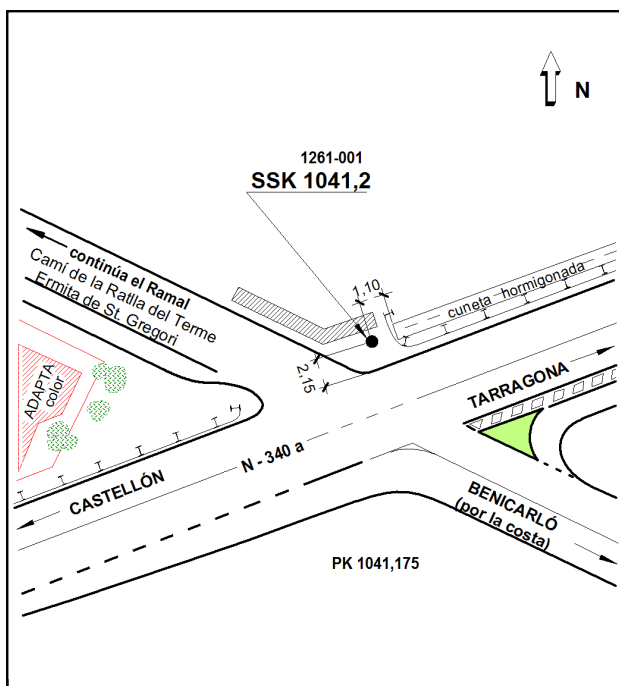 N
1261-001
SSK 1041,2
continúa el Ramal
Camí de la Ratlla del Terme
Ermita de St. Gregori
1,10
cuneta hormigonada
2,15
ADAPTA
color
TARRAGONA
N - 340 a
CASTELLÓN
BENICARLÓ
(por la costa)
PK 1041,175